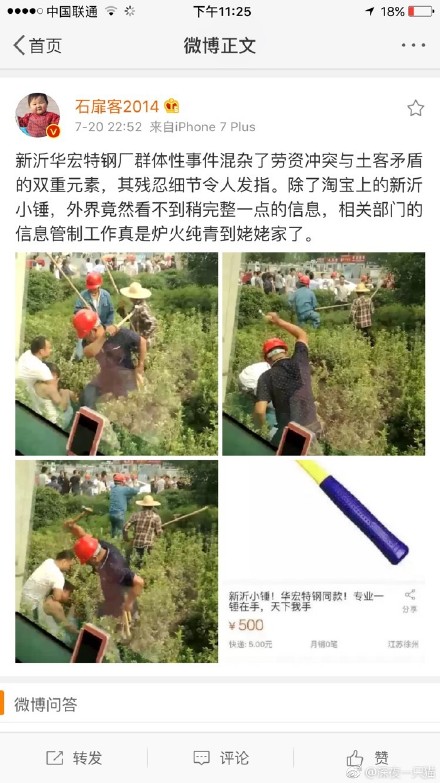 中国联通
下午11:25
18%
首页
微博正文
石扉客2014
7-20 22:52 来自iPhone 7 Plus
新沂华宏特钢厂群体性事件混杂了劳资冲突与土客矛盾
的双重元素，其残忍细节令人发指。除了淘宝上的新沂
小锤，外界竟然看不到稍完整一点的信息，相关部门的
信息管制工作真是炉火纯青到姥姥家了。
新沂小锤！华宏特钢同款！专业一
锤在手，天下我手
分享
¥500
快递: 5.00元
月销0笔
江苏徐州
微博问答
转发
评论
赞